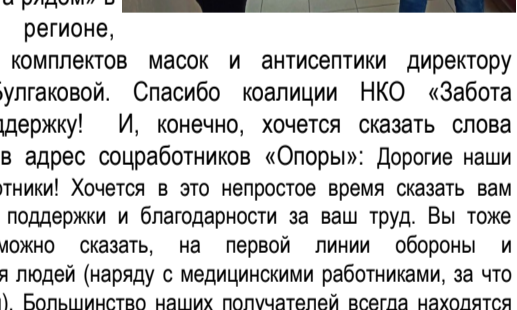 рядом» в
регионе,
комплектов масок и антисептики директору
Булгаковой. Спасибо коалиции НКО «Забота
И, конечно, хочется сказать слова
в адрес соцработников «Опоры»: Дорогие наши
Хочется в это непростое время сказать вам
поддержки и благодарности за ваш труд. Вы тоже
можно сказать, на первой линии обороны и
людей (наряду с медицинскими работниками, за что
Большинство наших получателей всегда находятся